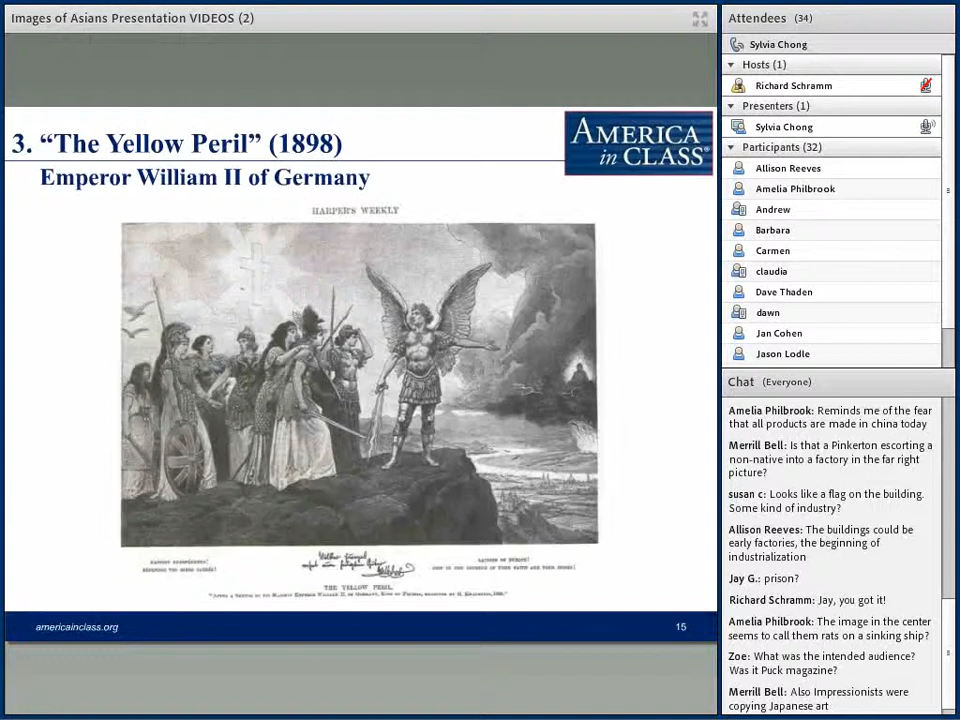 Images of Asians Presentation VIDEOS (2)
3. “The Yellow Peril” (1898)
Emperor William II of Germany
AMERICA
in CLASS®
HARPER'S WEEKLY
THE YELLOW PERIL.
americainclass.org
15
Attendees (34)
Sylvia Chong
Hosts (1)
Richard Schramm
Presenters (1)
Sylvia Chong
Participants (32)
Allison Reeves
Amelia Philbrook
Andrew
Barbara
Carmen
claudia
Dave Thaden
dawn
Jan Cohen
Jason Lodle
Chat (Everyone)
Amelia Philbrook: Reminds me of the fear
that all products are made in china today
Merrill Bell: Is that a Pinkerton escorting a
non-native into a factory in the far right
picture?
susan c: Looks like a flag on the building.
Some kind of industry?
Allison Reeves: The buildings could be
early factories, the beginning of
industrialization
Jay G.: prison?
Richard Schramm: Jay, you got it!
Amelia Philbrook: The image in the center
seems to call them rats on a sinking ship?
Zoe: What was the intended audience?
Was it Puck magazine?
Merrill Bell: Also Impressionists were
copying Japanese art